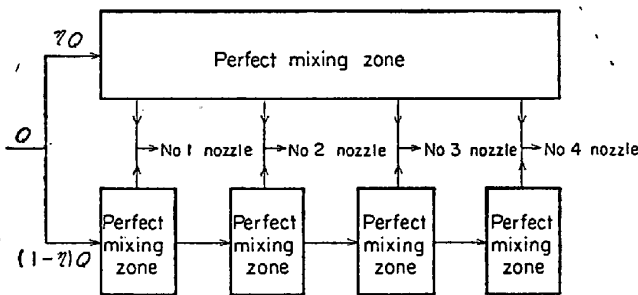 ηQ
Perfect mixing zone
Q
No 1 nozzle
No 2 nozzle
No 3 nozzle
No 4 nozzle
Perfect
mixing
zone
Perfect
mixing
zone
Perfect
mixing
zone
Perfect
mixing
zone
(1-η)Q